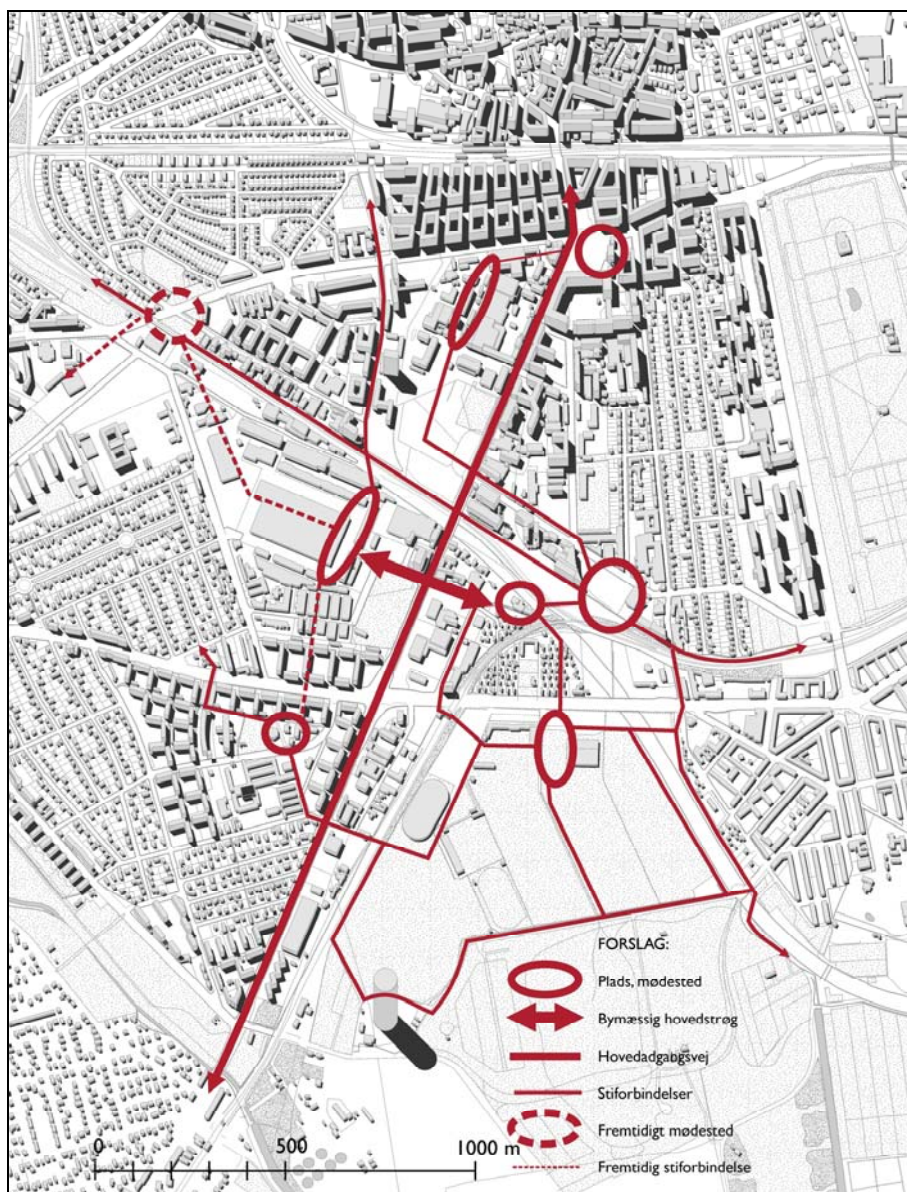 FORSLAG:
Plads, mødested
Bymæssig hovedstrøg
Hovedadgangsvej
Stiforbindelser
Fremtidigt mødested
Fremtidig stiforbindelse
0 500 1000 m